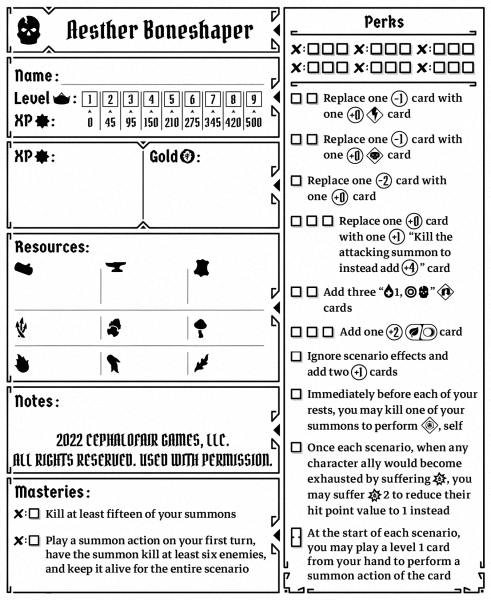 Aesther Boneshaper
Name:
Level : 1 2 3 4 5 6 7 8 9
XP : 0 45 95 150 210 275 345 420 500
XP :
Gold :
Resources:
Notes:
2022 CEPHALOFAIR GAMES, LLC.
ALL RIGHTS RESERVED. USED WITH PERMISSION.
Masteries:
✗: Kill at least fifteen of your summons
✗: Play a summon action on your first turn,
have the summon kill at least six enemies,
and keep it alive for the entire scenario
Perks
✗: ✗: ✗:
✗: ✗: ✗:
Replace one -1 card with
one +0 card
Replace one -1 card with
one +0 card
Replace one -2 card with
one +0 card
Replace one +0 card
with one +1 “Kill the
attacking summon to
instead add +4” card
Add three “1, ”
cards
Add one +2 card
Ignore scenario effects and
add two +1 cards
Immediately before each of your
rests, you may kill one of your
summons to perform , self
Once each scenario, when any
character ally would become
exhausted by suffering , you
may suffer 2 to reduce their
hit point value to 1 instead
At the start of each scenario,
you may play a level 1 card
from your hand to perform a
summon action of the card